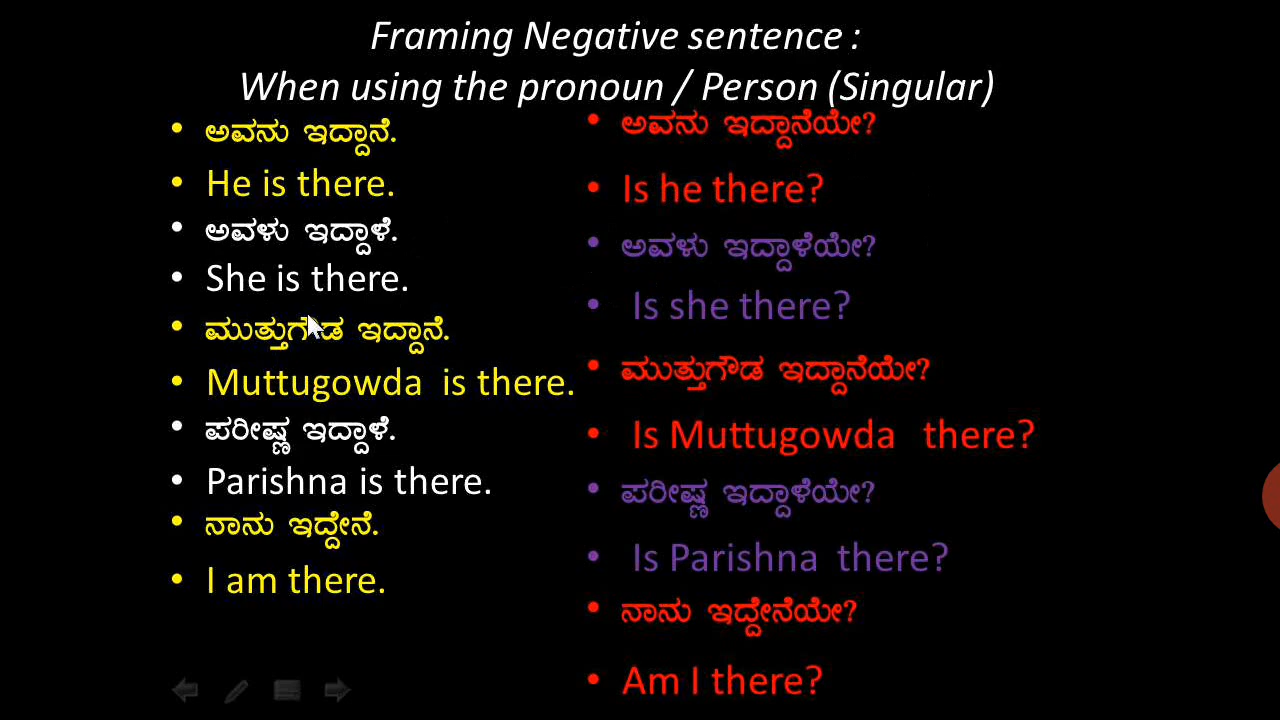 Framing Negative sentence :
When using the pronoun / Person (Singular)
• ಅವನು ಇದ್ದಾನೆ.
• He is there.
• ಅವಳು ಇದ್ದಾಳೆ.
• She is there.
• ಮುತ್ತುಗೌಡ ಇದ್ದಾನೆ.
• Muttugowda is there.
• ಪರೀಷ್ಣ ಇದ್ದಾಳೆ.
• Parishna is there.
• ನಾನು ಇದ್ದೇನೆ.
• I am there.
• ಅವನು ಇದ್ದಾನೆಯೇ?
• Is he there?
• ಅವಳು ಇದ್ದಾಳೆಯೇ?
• Is she there?
• ಮುತ್ತುಗೌಡ ಇದ್ದಾನೆಯೇ?
• Is Muttugowda there?
• ಪರೀಷ್ಣ ಇದ್ದಾಳೆಯೇ?
• Is Parishna there?
• ನಾನು ಇದ್ದೇನೆಯೇ?
• Am I there?